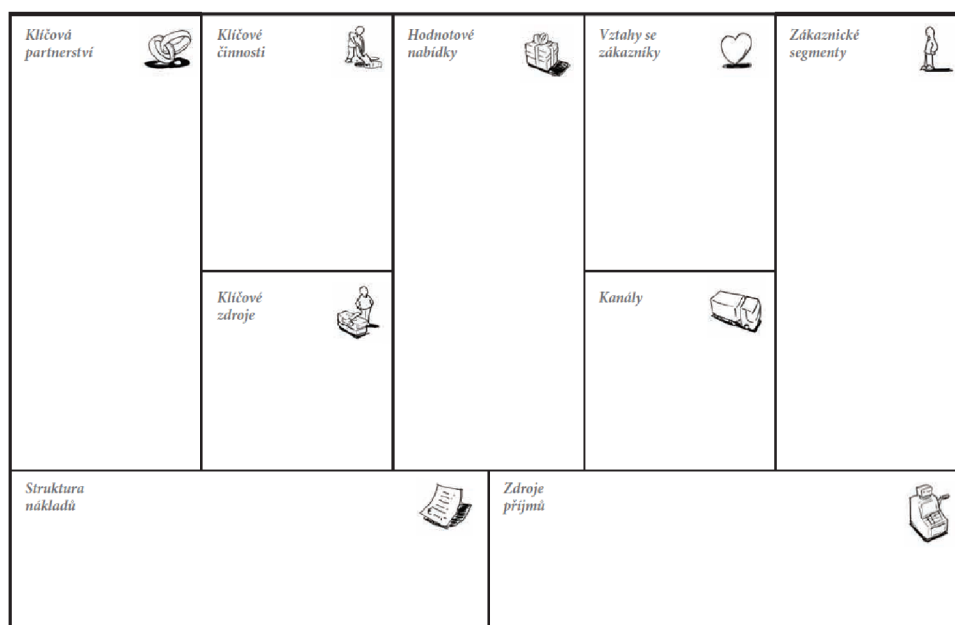 Klíčová
partnerství
Klíčové
činnosti
Klíčové
zdroje
Hodnotové
nabídky
Vztahy se
zákazníky
Kanály
Zákaznické
segmenty
Struktura
nákladů
Zdroje
příjmů